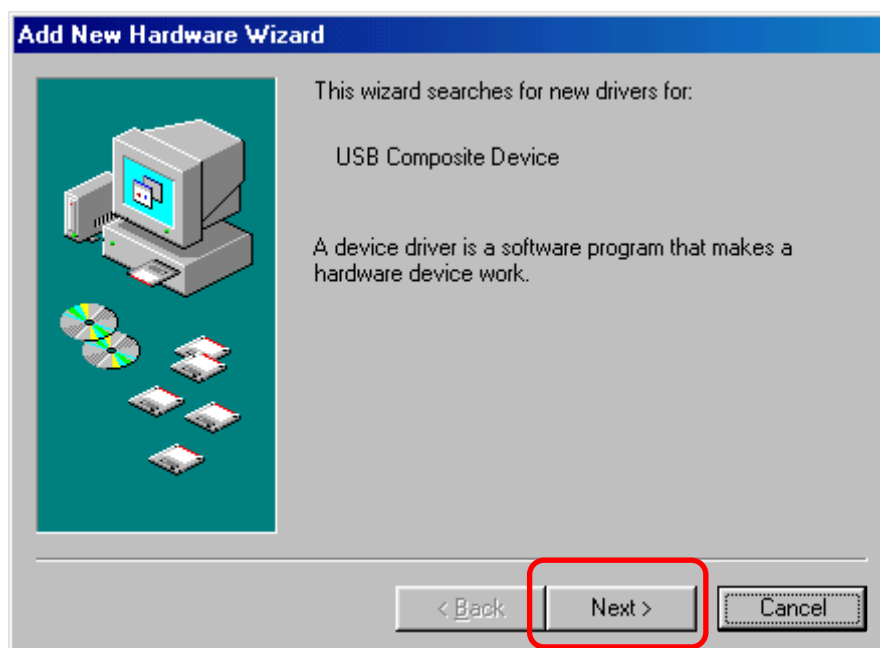 Add New Hardware Wizard
This wizard searches for new drivers for:
USB Composite Device
A device driver is a software program that makes a
hardware device work.
< Back
Next >
Cancel